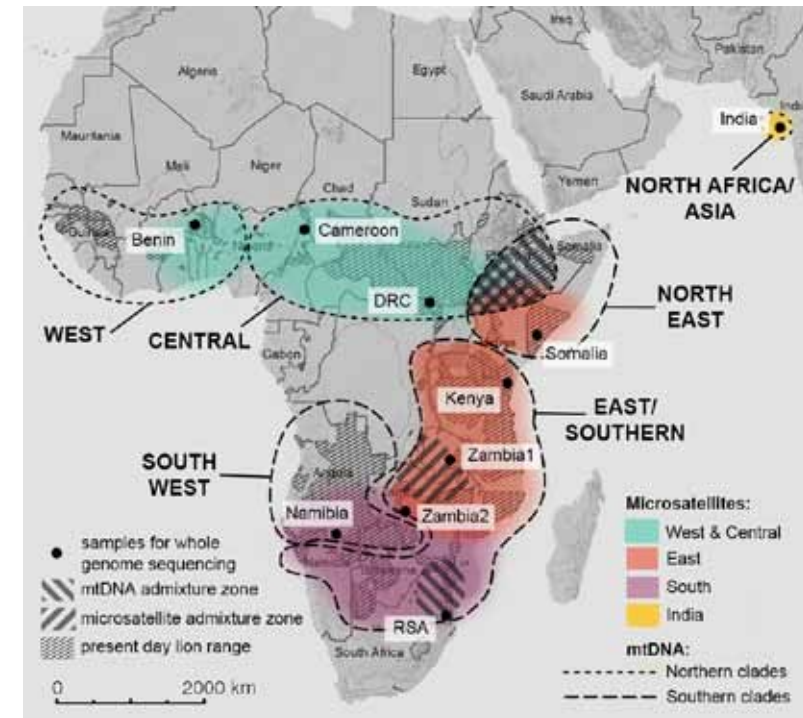 Iraq
Algeria
Egypt
Pakistan
Saudi Arabia
India
Mauritania
Mali
Niger
Chad
Sudan
Yemen
NORTH AFRICA/
ASIA
Benin
Cameroon
Somalia
DRC
NORTH
EAST
WEST
CENTRAL
Gabon
Somalia
Kenya
EAST/
SOUTHERN
SOUTH
WEST
Angola
Zambia1
Namibia
Zambia2
Microsatellites:
West & Central
East
South
India
samples for whole
genome sequencing
mtDNA admixture zone
microsatellite admixture zone
present day lion range
RSA
South Africa
mtDNA:
Northern clades
Southern clades
0 2000 km